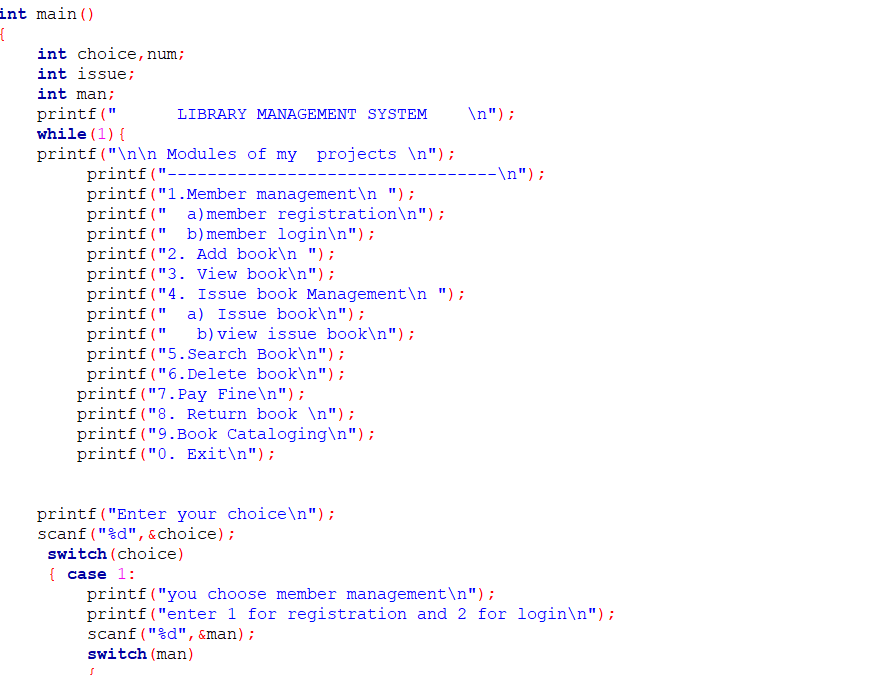 int main()
{
    int choice,num;
    int issue;
    int man;
    printf("      LIBRARY MANAGEMENT SYSTEM    \n");
    while(1){
    printf("\n\n Modules of my  projects \n");
         printf("---------------------------------\n");
         printf("1.Member management\n ");
         printf("  a)member registration\n");
         printf("  b)member login\n");
         printf("2. Add book\n ");
         printf("3. View book\n");
         printf("4. Issue book Management\n ");
         printf("  a) Issue book\n");
         printf("   b)view issue book\n");
         printf("5.Search Book\n");
         printf("6.Delete book\n");
        printf("7.Pay Fine\n");
        printf("8. Return book \n");
        printf("9.Book Cataloging\n");
        printf("0. Exit\n");
    printf("Enter your choice\n");
    scanf("%d",&choice);
     switch(choice)
     { case 1:
         printf("you choose member management\n");
         printf("enter 1 for registration and 2 for login\n");
         scanf("%d",&man);
         switch(man)
         {